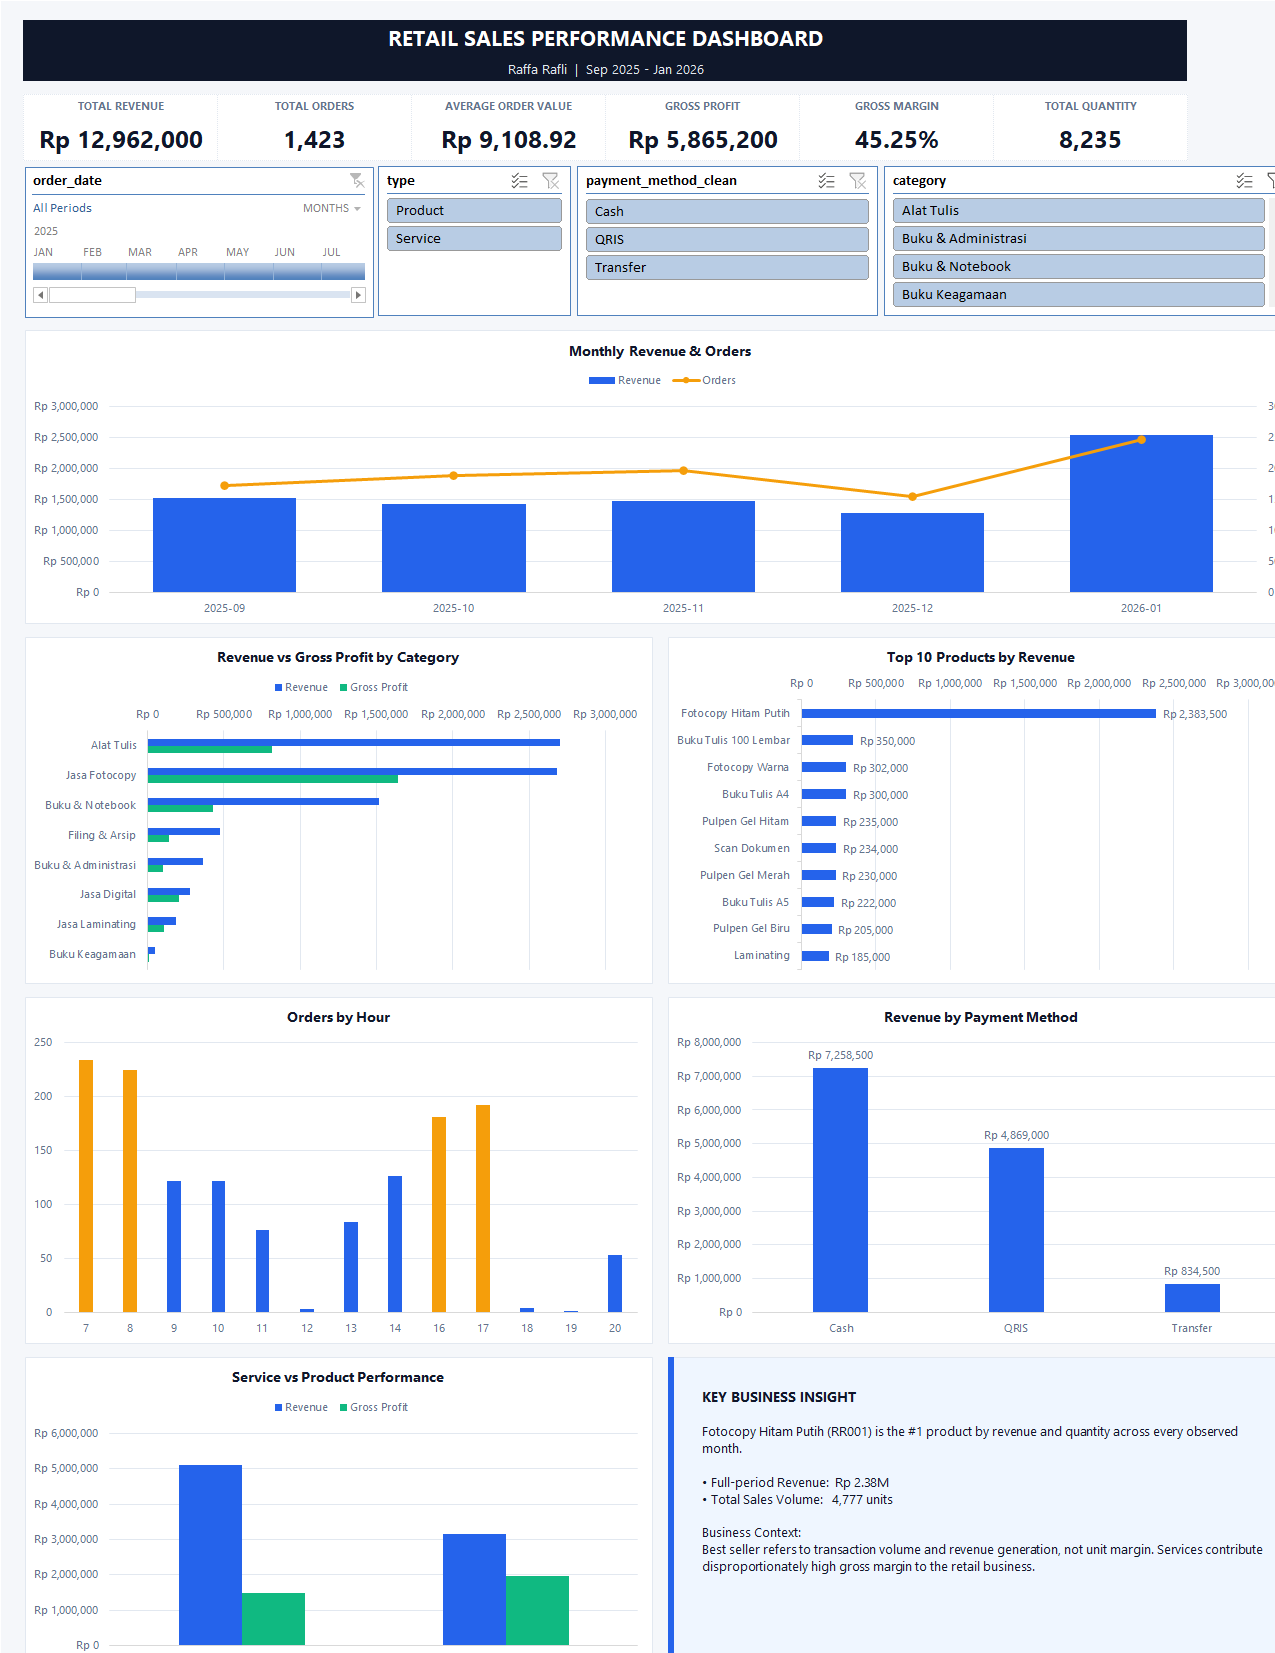 RETAIL SALES PERFORMANCE DASHBOARD
Raffa Rafli | Sep 2025 - Jan 2026
TOTAL REVENUE
Rp 12,962,000
TOTAL ORDERS
1,423
AVERAGE ORDER VALUE
Rp 9,108.92
GROSS PROFIT
Rp 5,865,200
GROSS MARGIN
45.25%
TOTAL QUANTITY
8,235
order_date
All Periods
MONTHS
2025
JAN FEB MAR APR MAY JUN JUL
type
Product
Service
payment_method_clean
Cash
QRIS
Transfer
category
Alat Tulis
Buku & Administrasi
Buku & Notebook
Buku Keagamaan
Monthly Revenue & Orders
Revenue Orders
Rp 3,000,000
Rp 2,500,000
Rp 2,000,000
Rp 1,500,000
Rp 1,000,000
Rp 500,000
Rp 0
0
2025-09 2025-10 2025-11 2025-12 2026-01
Revenue vs Gross Profit by Category
Revenue Gross Profit
Rp 0 Rp 500,000 Rp 1,000,000 Rp 1,500,000 Rp 2,000,000 Rp 2,500,000 Rp 3,000,000
Alat Tulis
Jasa Fotocopy
Buku & Notebook
Filing & Arsip
Buku & Administrasi
Jasa Digital
Jasa Laminating
Buku Keagamaan
Top 10 Products by Revenue
Rp 0 Rp 500,000 Rp 1,000,000 Rp 1,500,000 Rp 2,000,000 Rp 2,500,000
Fotocopy Hitam Putih Rp 2,383,500
Buku Tulis 100 Lembar Rp 350,000
Fotocopy Warna Rp 302,000
Buku Tulis A4 Rp 300,000
Pulpen Gel Hitam Rp 235,000
Scan Dokumen Rp 234,000
Pulpen Gel Merah Rp 230,000
Buku Tulis A5 Rp 222,000
Pulpen Gel Biru Rp 205,000
Laminating Rp 185,000
Orders by Hour
250
200
150
100
50
0
7 8 9 10 11 12 13 14 16 17 18 19 20
Revenue by Payment Method
Rp 8,000,000
Rp 7,000,000
Rp 6,000,000
Rp 5,000,000
Rp 4,000,000
Rp 3,000,000
Rp 2,000,000
Rp 1,000,000
Rp 0
Rp 7,258,500
Rp 4,869,000
Rp 834,500
Cash QRIS Transfer
Service vs Product Performance
Revenue Gross Profit
Rp 6,000,000
Rp 5,000,000
Rp 4,000,000
Rp 3,000,000
Rp 2,000,000
Rp 1,000,000
Rp 0
KEY BUSINESS INSIGHT
Fotocopy Hitam Putih (RR001) is the #1 product by revenue and quantity across every observed
month.
• Full-period Revenue: Rp 2.38M
• Total Sales Volume: 4,777 units
Business Context:
Best seller refers to transaction volume and revenue generation, not unit margin. Services contribute
disproportionately high gross margin to the retail business.